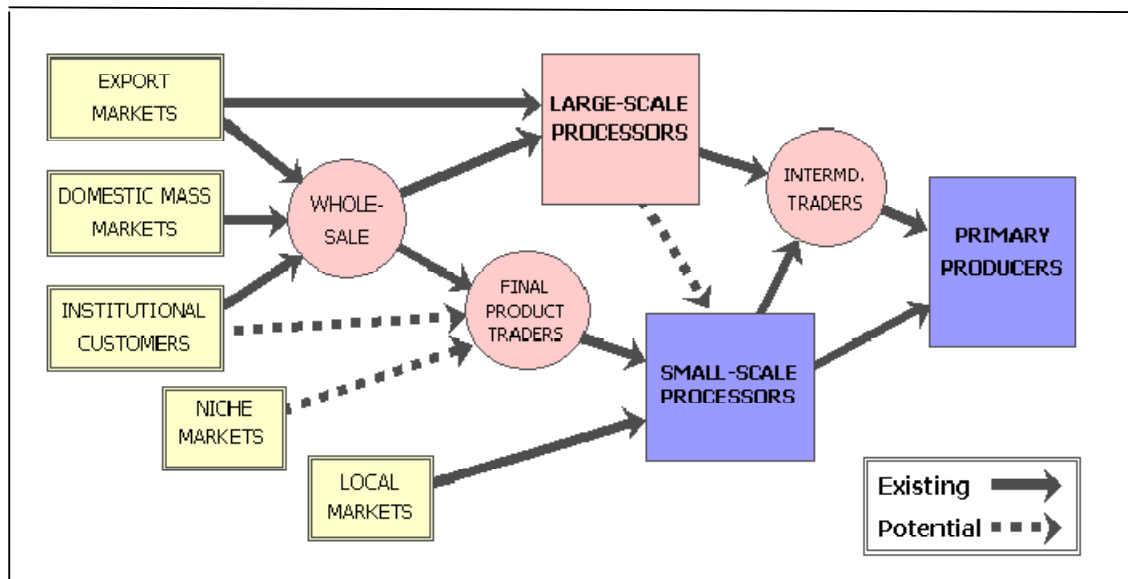 EXPORT
MARKETS
DOMESTIC MASS
MARKETS
INSTITUTIONAL
CUSTOMERS
NICHE
MARKETS
LOCAL
MARKETS
WHOLE-
SALE
FINAL
PRODUCT
TRADERS
LARGE-SCALE
PROCESSORS
SMALL-SCALE
PROCESSORS
INTERMD.
TRADERS
PRIMARY
PRODUCERS
Existing
Potential